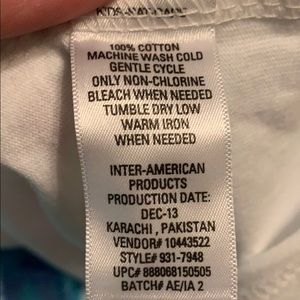 100% COTTON
MACHINE WASH COLD
GENTLE CYCLE
ONLY NON-CHLORINE
BLEACH WHEN NEEDED
TUMBLE DRY LOW
WARM IRON
WHEN NEEDED
INTER-AMERICAN
PRODUCTS
PRODUCTION DATE:
DEC-13
KARACHI , PAKISTAN
VENDOR# 10443522
STYLE# 931-7948
UPC# 888068150505
BATCH# AE/IA 2